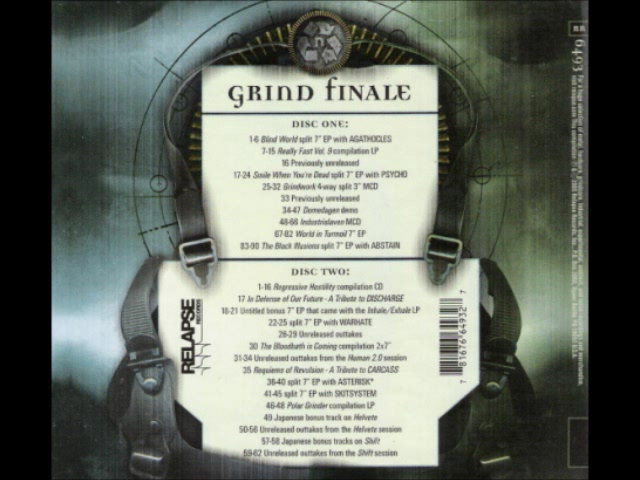 GRIND FINALE
DISC ONE:
1-6 Blind World split 7" EP with AGATHOCLES
7-15 Really Fast Vol. 9 compilation LP
16 Previously unreleased
17-24 Smile When You're Dead split 7" EP with PSYCHO
25-32 Grindwork 4-way split 3" MCD
33 Previously unreleased
34-47 Domedagen demo
48-66 Industrislaven MCD
67-82 World in Turmoil 7" EP
83-90 The Black Illusions split 7" EP with ABSTAIN
DISC TWO:
1-16 Regressive Hostility compilation CD
17 In Defense of Our Future - A Tribute to DISCHARGE
18-21 Untitled bonus 7" EP that came with the Inhale/Exhale LP
22-25 split 7" EP with WARHATE
26-29 Unreleased outtakes
30 The Bloodbath is Coming compilation 2x7"
31-34 Unreleased outtakes from the Human 2.0 session
35 Requiems of Revulsion - A Tribute to CARCASS
36-40 split 7" EP with ASTERISK*
41-45 split 7" EP with SKITSYSTEM
46-48 Polar Grinder compilation LP
49 Japanese bonus track on Helvete
50-56 Unreleased outtakes from the Helvete session
57-58 Japanese bonus tracks on Shift
59-62 Unreleased outtakes from the Shift session
RELAPSE
RECORDS
7 81676 64932 7
RR
6493